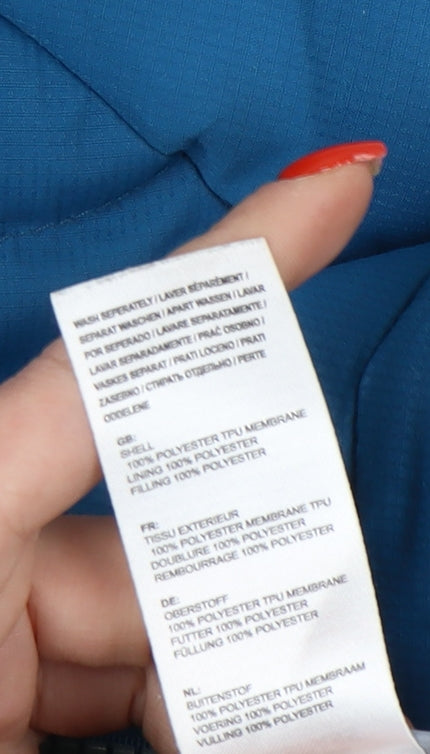 WASH SEPERATELY / LAVER SÉPARÉMENT /
SEPARAT WASCHEN / APART WASSEN / LAVAR
POR SEPERADO / LAVARE SEPARATAMENTE /
LAVAR SEPARADAMENTE / PRAĆ OSOBNO /
VASKES SEPARAT / PRATI LOCENO / PRATI
ZASEBNO / СТИРАТЬ ОТДЕЛЬНО / PERTE
ODDELENE
GB:
SHELL
100% POLYESTER TPU MEMBRANE
LINING 100% POLYESTER
FILLING 100% POLYESTER
FR:
TISSU EXTERIEUR
100% POLYESTER MEMBRANE TPU
DOUBLURE 100% POLYESTER
REMBOURRAGE 100% POLYESTER
DE:
OBERSTOFF
100% POLYESTER TPU MEMBRANE
FUTTER 100% POLYESTER
FÜLLUNG 100% POLYESTER
NL:
BUITENSTOF
100% POLYESTER TPU MEMBRAAM
VOERING 100% POLYESTER
VULLING 100% POLYESTER